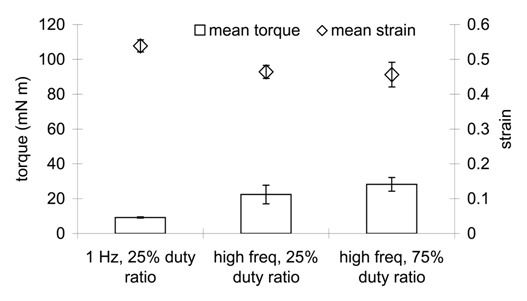 120
100
80
60
40
20
0
torque (mN m)
mean torque
mean strain
0.6
0.5
0.4
0.3
0.2
0.1
0
strain
1 Hz, 25% duty
ratio
high freq, 25%
duty ratio
high freq, 75%
duty ratio